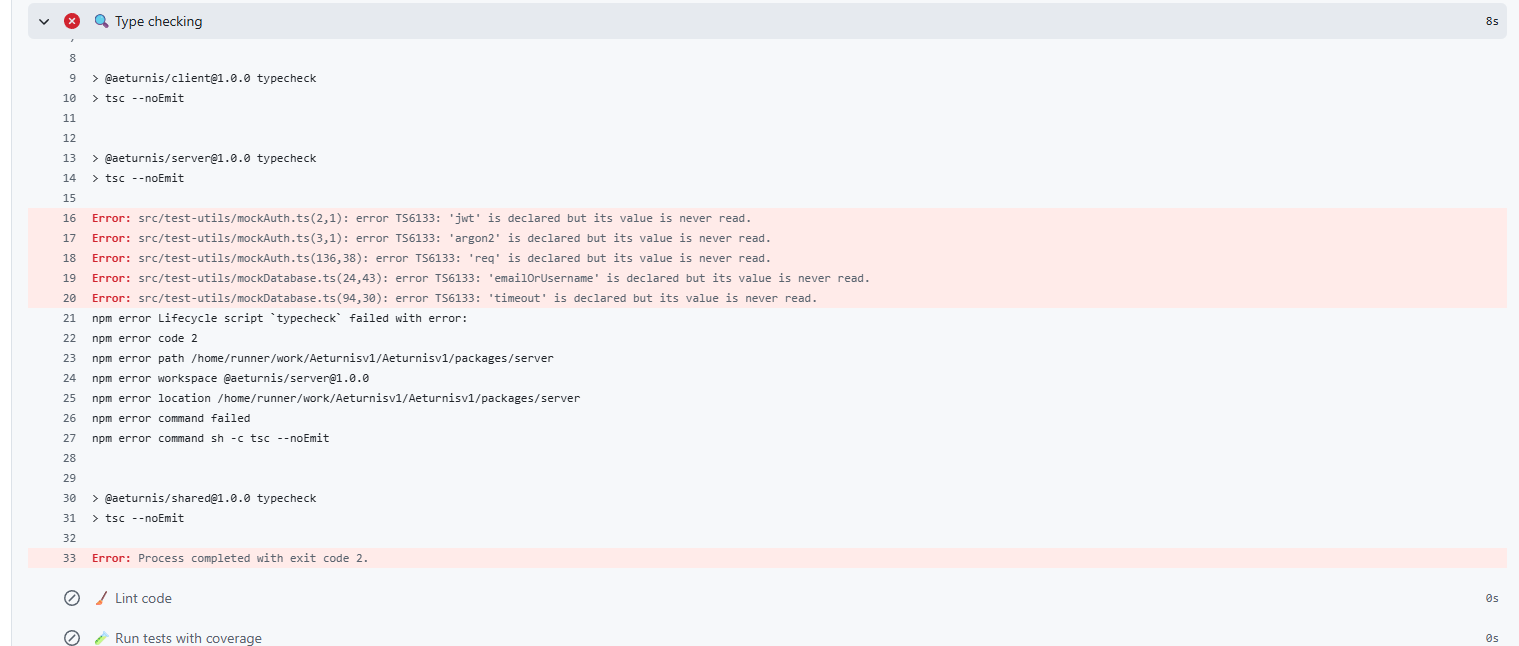 Type checking 8s
8
9 > @aeturnis/client@1.0.0 typecheck
10 > tsc --noEmit
11
12
13 > @aeturnis/server@1.0.0 typecheck
14 > tsc --noEmit
15
16 Error: src/test-utils/mockAuth.ts(2,1): error TS6133: 'jwt' is declared but its value is never read.
17 Error: src/test-utils/mockAuth.ts(3,1): error TS6133: 'argon2' is declared but its value is never read.
18 Error: src/test-utils/mockAuth.ts(136,38): error TS6133: 'req' is declared but its value is never read.
19 Error: src/test-utils/mockDatabase.ts(24,43): error TS6133: 'emailOrUsername' is declared but its value is never read.
20 Error: src/test-utils/mockDatabase.ts(94,30): error TS6133: 'timeout' is declared but its value is never read.
21 npm error Lifecycle script `typecheck` failed with error:
22 npm error code 2
23 npm error path /home/runner/work/Aeturnisv1/Aeturnisv1/packages/server
24 npm error workspace @aeturnis/server@1.0.0
25 npm error location /home/runner/work/Aeturnisv1/Aeturnisv1/packages/server
26 npm error command failed
27 npm error command sh -c tsc --noEmit
28
29
30 > @aeturnis/shared@1.0.0 typecheck
31 > tsc --noEmit
32
33 Error: Process completed with exit code 2.
Lint code 0s
Run tests with coverage 0s